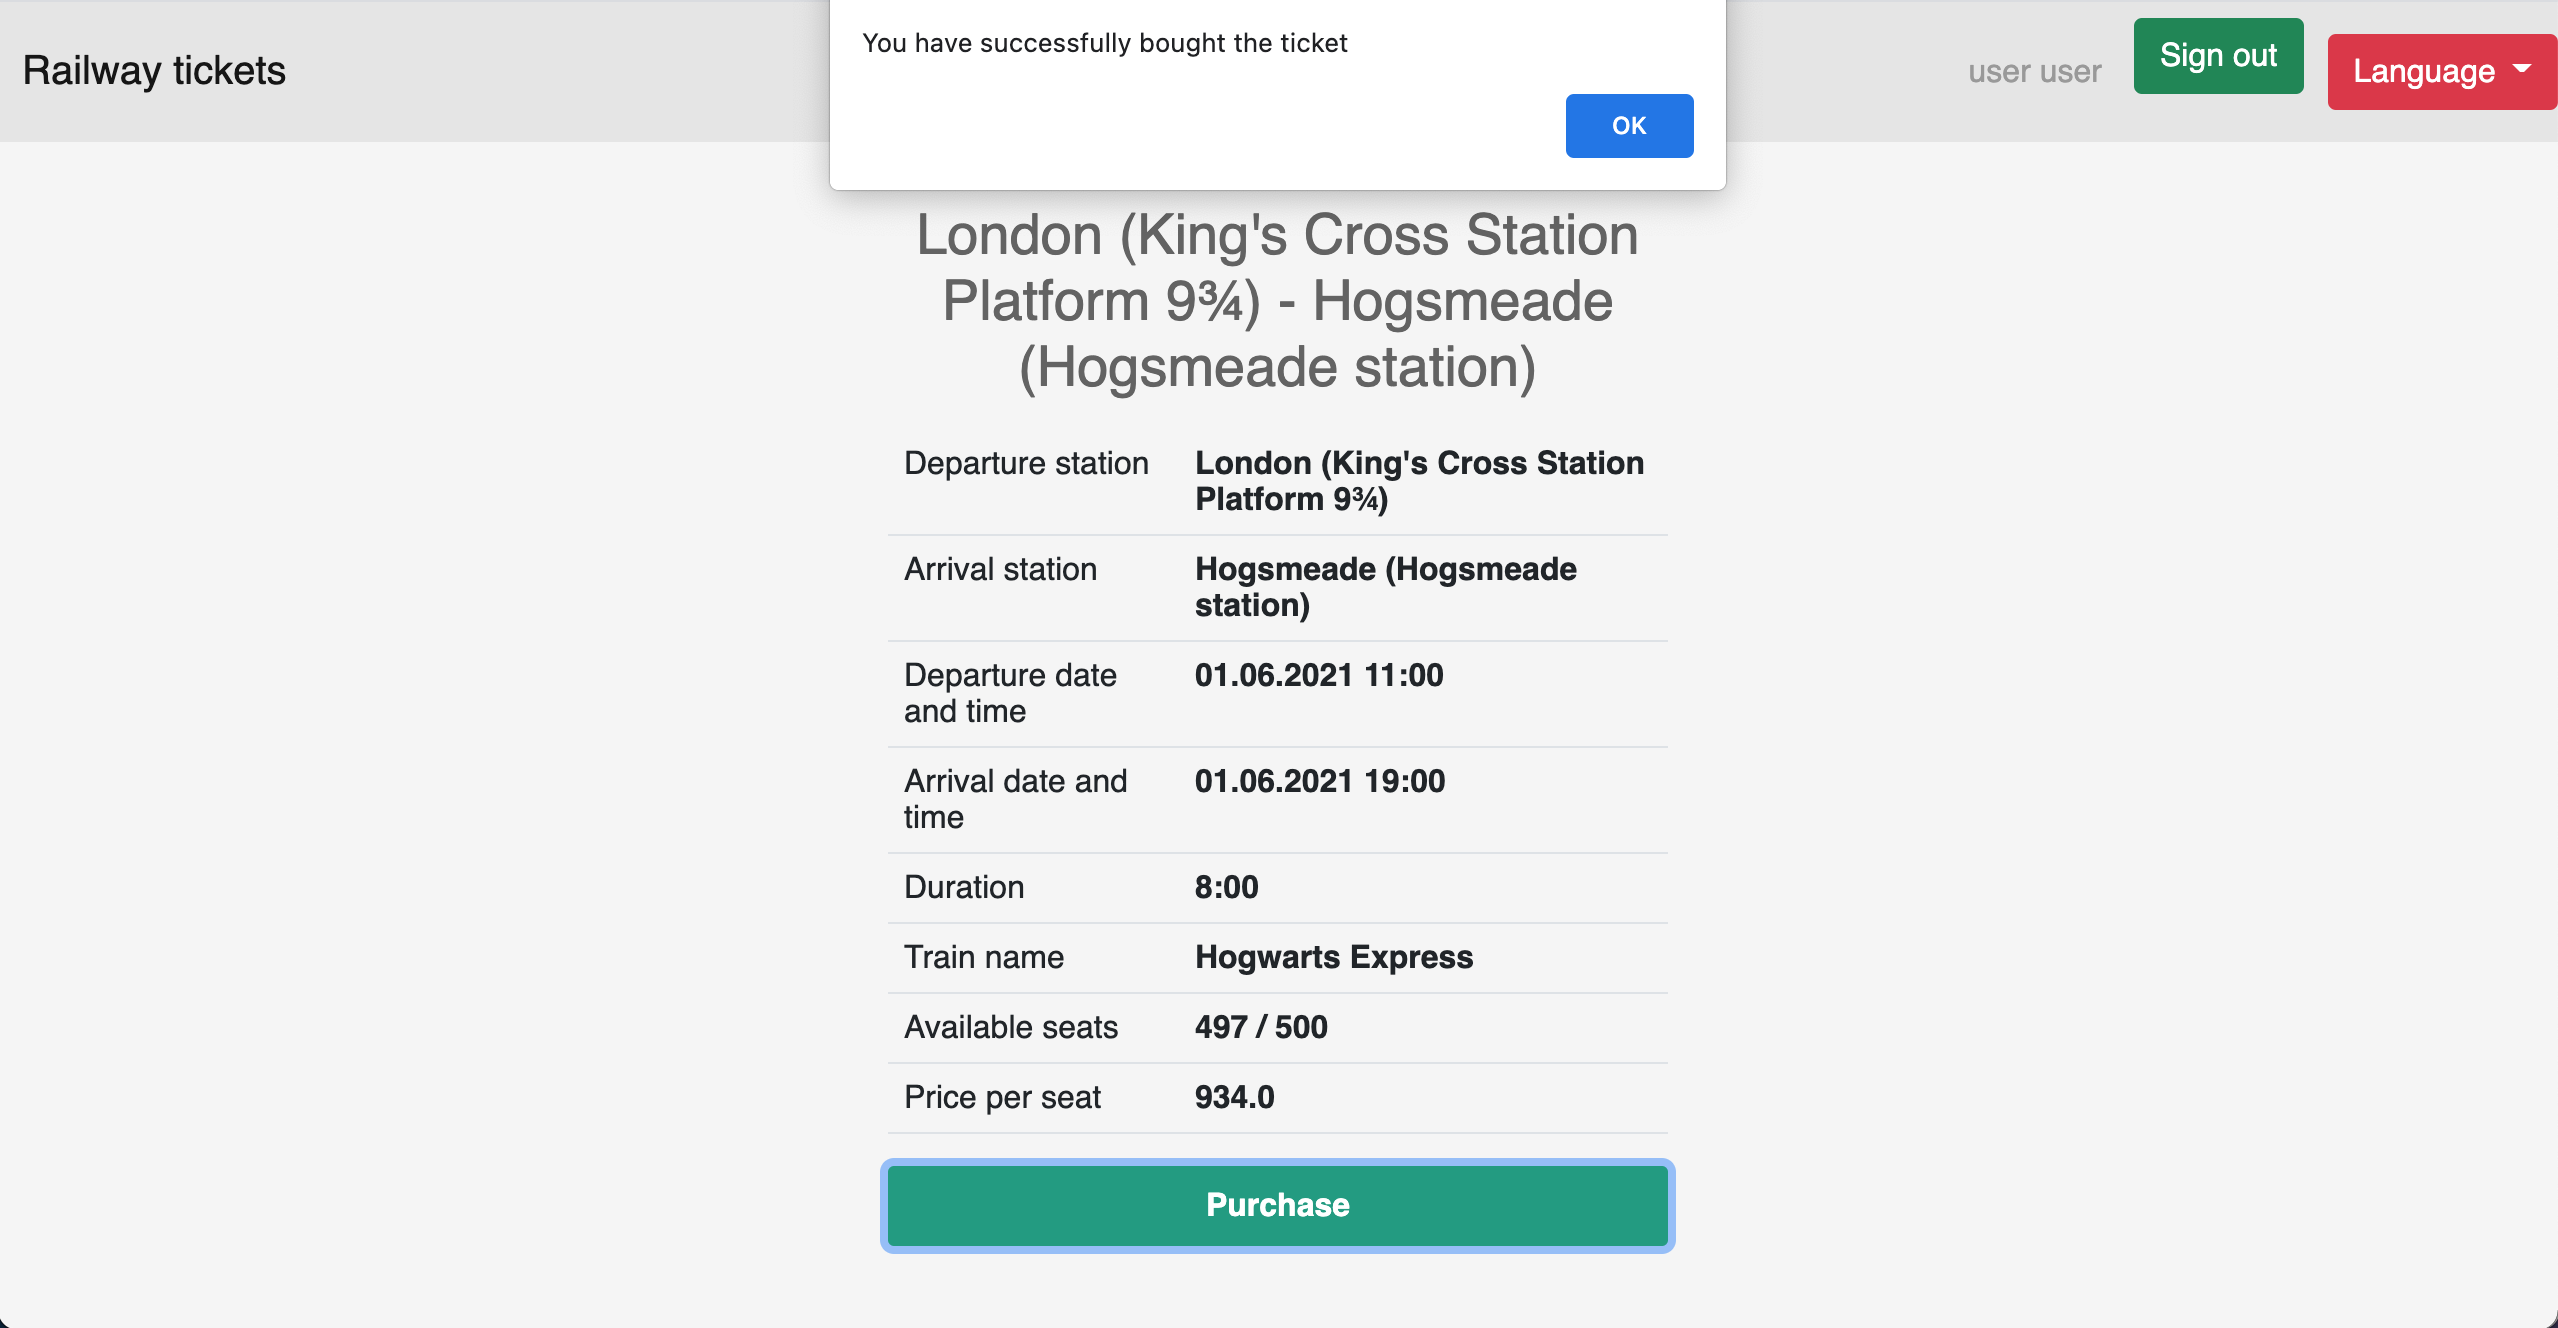 You have successfully bought the ticket
OK
Railway tickets
user user
Sign out
Language
London (King's Cross Station
Platform 9¾) - Hogsmeade
(Hogsmeade station)
Departure station
London (King's Cross Station
Platform 9¾)
Arrival station
Hogsmeade (Hogsmeade
station)
Departure date
and time
01.06.2021 11:00
Arrival date and
time
01.06.2021 19:00
Duration
8:00
Train name
Hogwarts Express
Available seats
497 / 500
Price per seat
934.0
Purchase